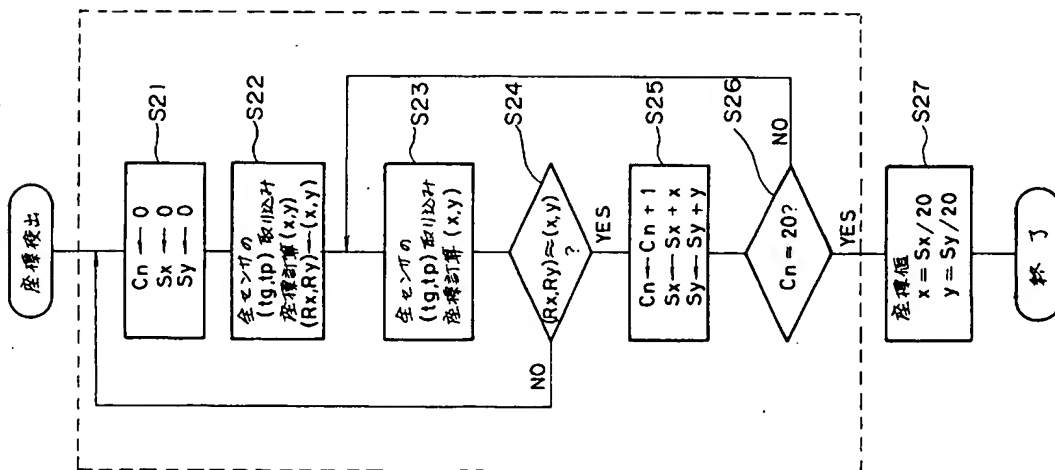 座標検出
S21
Cn ← 0
Sx ← 0
Sy ← 0
S22
全センサの
(tg,tp) 取り込み
座標計算 (x,y)
(Rx,Ry)←(x,y)
S23
全センサの
(tg,tp) 取り込み
座標計算 (x,y)
S24
(Rx,Ry)≈(x,y)
?
NO
YES
S25
Cn ← Cn + 1
Sx ← Sx + x
Sy ← Sy + y
S26
Cn = 20?
NO
YES
S27
座標値
x = Sx/20
y = Sy/20
終了